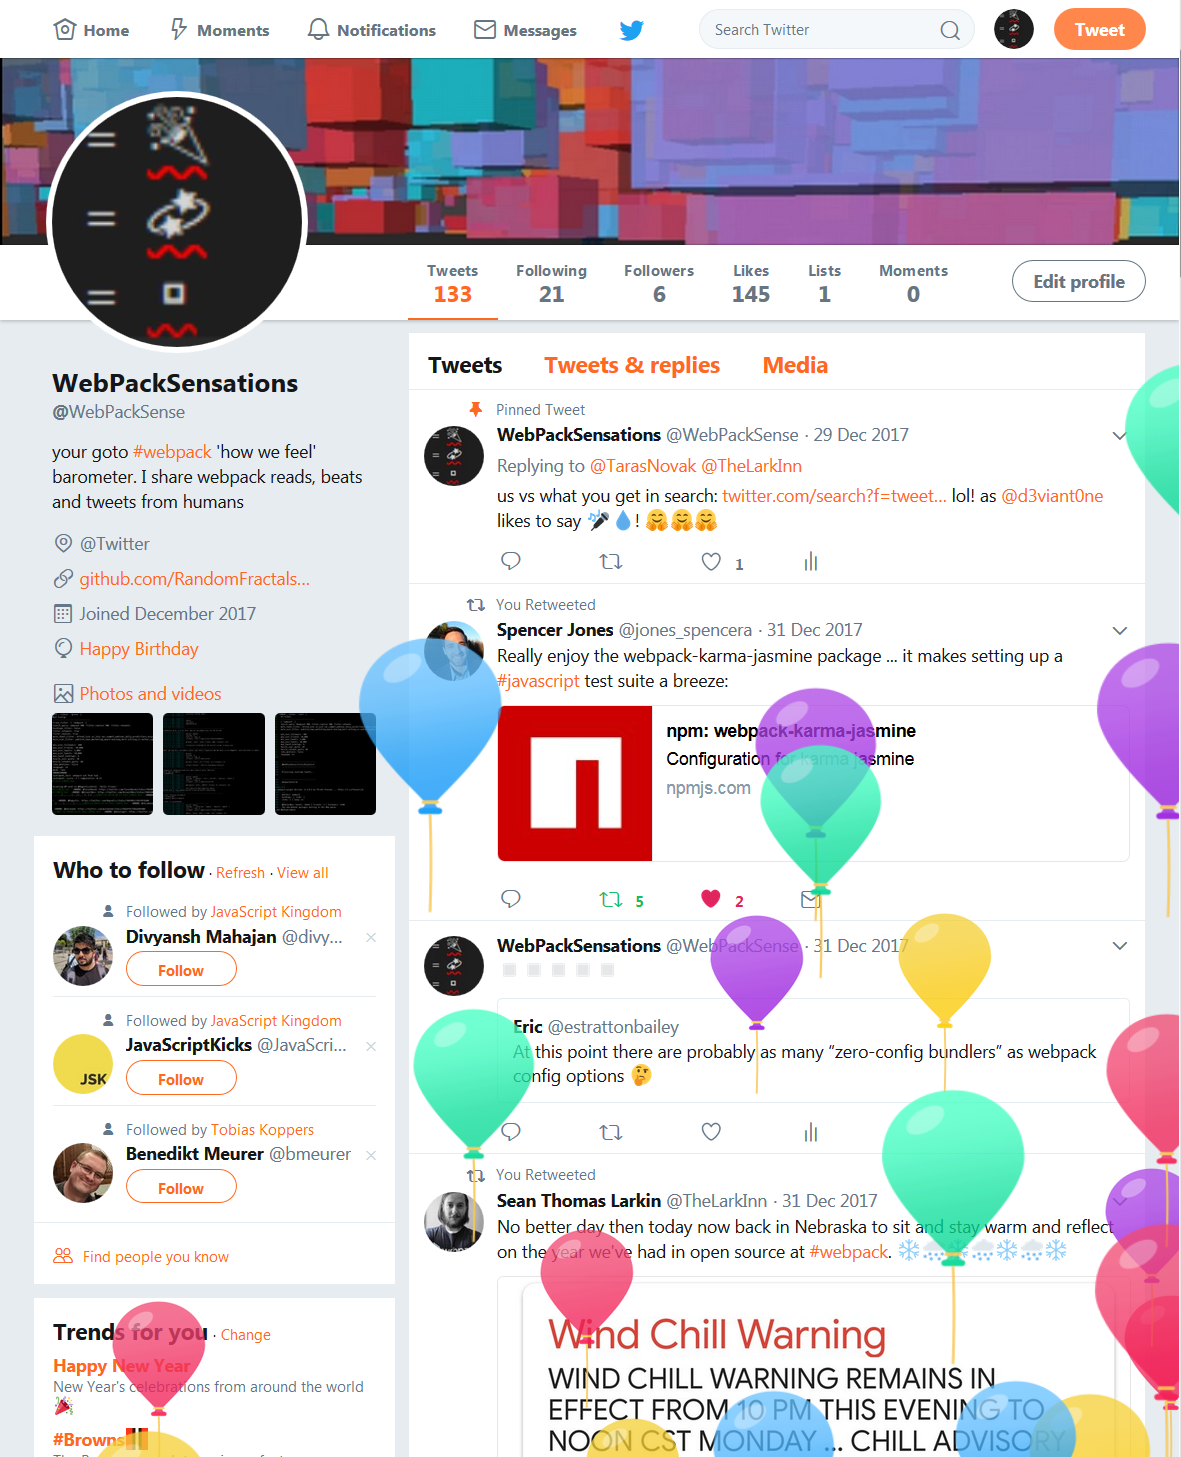 Home
Moments
Notifications
Messages
Search Twitter
Tweet
Tweets
133
Following
21
Followers
6
Likes
145
Lists
1
Moments
0
Edit profile
WebPackSensations
@WebPackSense
your goto #webpack 'how we feel'
barometer. I share webpack reads, beats
and tweets from humans
@Twitter
github.com/RandomFractals...
Joined December 2017
Happy Birthday
Photos and videos
Who to follow · Refresh · View all
Followed by JavaScript Kingdom
Divyansh Mahajan @divy...
Follow
Followed by JavaScript Kingdom
JavaScriptKicks @JavaScri...
JSK
Follow
Followed by Tobias Koppers
Benedikt Meurer @bmeurer
Follow
Find people you know
Trends for you · Change
Happy New Year
New Year's celebrations from around the world
🎉
#Browns
Tweets
Tweets & replies
Media
Pinned Tweet
WebPackSensations @WebPackSense · 29 Dec 2017
Replying to @TarasNovak @TheLarkInn
us vs what you get in search: twitter.com/search?f=tweet... lol! as @d3viant0ne
likes to say 🎤💧! 🤗🤗🤗
1
You Retweeted
Spencer Jones @jones_spencera · 31 Dec 2017
Really enjoy the webpack-karma-jasmine package ... it makes setting up a
#javascript test suite a breeze:
npm: webpack-karma-jasmine
Configuration for karma jasmine
npmjs.com
5
2
WebPackSensations @WebPackSense · 31 Dec 2017
Eric @estrattonbailey
At this point there are probably as many “zero-config bundlers” as webpack
config options 🤔
You Retweeted
Sean Thomas Larkin @TheLarkInn · 31 Dec 2017
No better day then today now back in Nebraska to sit and stay warm and reflect
on the year we've had in open source at #webpack. ❄🌨❄🌨❄🌨❄
Wind Chill Warning
WIND CHILL WARNING REMAINS IN
EFFECT FROM 10 PM THIS EVENING TO
NOON CST MONDAY ... CHILL ADVISORY